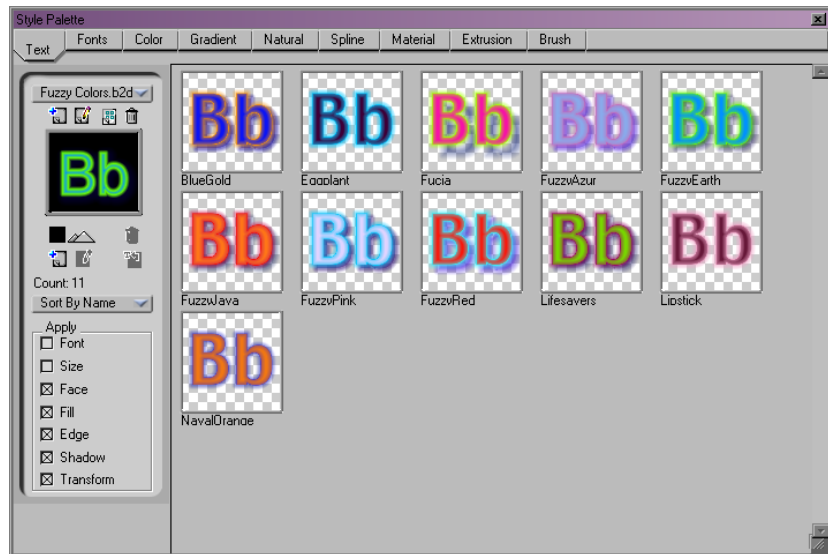 Style Palette
Text Fonts Color Gradient Natural Spline Material Extrusion Brush
Fuzzy Colors.b2d
Bb
Count: 11
Sort By Name
Apply
Font
Size
Face
Fill
Edge
Shadow
Transform
Bb Bb Bb Bb Bb
BlueGold Eggplant Fucia FuzzyAzur FuzzyEarth
Bb Bb Bb Bb Bb
FuzzyJava FuzzyPink FuzzyRed Lifesavers Lipstick
Bb
NavalOrange